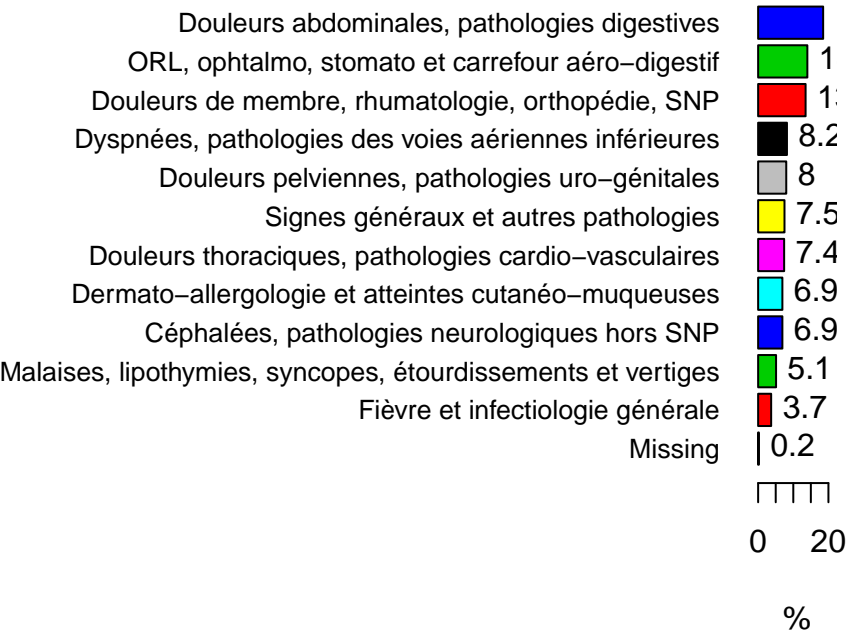 Douleurs abdominales, pathologies digestives
ORL, ophtalmo, stomato et carrefour aéro−digestif 1
Douleurs de membre, rhumatologie, orthopédie, SNP
Dyspnées, pathologies des voies aériennes inférieures 8.2
Douleurs pelviennes, pathologies uro−génitales 8
Signes généraux et autres pathologies 7.5
Douleurs thoraciques, pathologies cardio−vasculaires 7.4
Dermato−allergologie et atteintes cutanéo−muqueuses 6.9
Céphalées, pathologies neurologiques hors SNP 6.9
Malaises, lipothymies, syncopes, étourdissements et vertiges 5.1
Fièvre et infectiologie générale 3.7
Missing 0.2
0 20
%